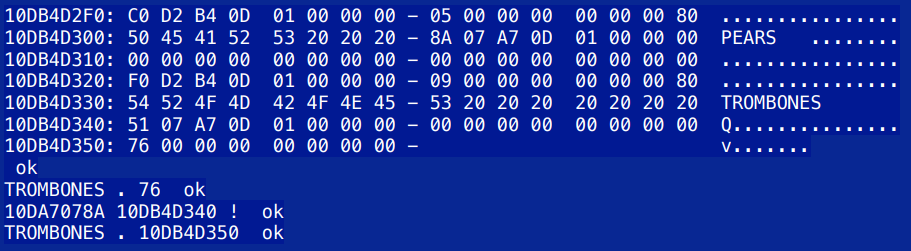 10DB4D2F0: C0 D2 B4 0D  01 00 00 00 - 05 00 00 00  00 00 00 80  ................
10DB4D300: 50 45 41 52  53 20 20 20 - 8A 07 A7 0D  01 00 00 00  PEARS   ........
10DB4D310: 00 00 00 00  00 00 00 00 - 00 00 00 00  00 00 00 00  ................
10DB4D320: F0 D2 B4 0D  01 00 00 00 - 09 00 00 00  00 00 00 80  ................
10DB4D330: 54 52 4F 4D  42 4F 4E 45 - 53 20 20 20  20 20 20 20  TROMBONES
10DB4D340: 51 07 A7 0D  01 00 00 00 - 00 00 00 00  00 00 00 00  Q...............
10DB4D350: 76 00 00 00  00 00 00 00 -                           v.......
 ok
TROMBONES . 76  ok
10DA7078A 10DB4D340 !  ok
TROMBONES . 10DB4D350  ok